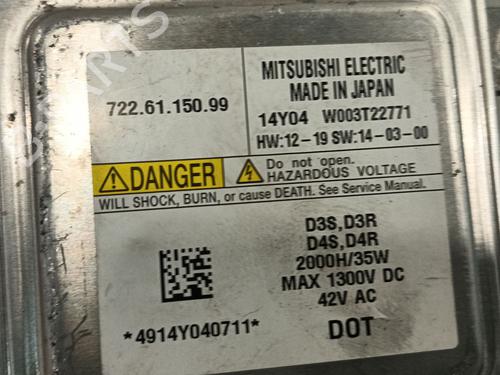 722.61.150.99
MITSUBISHI ELECTRIC
MADE IN JAPAN
14Y04 W003T22771
HW:12-19 SW:14-03-00
DANGER
Do not open.
HAZARDOUS VOLTAGE
WILL SHOCK, BURN, or cause DEATH. See Service Manual.
D3S,D3R
D4S,D4R
2000H/35W
MAX 1300V DC
42V AC
*4914Y040711*
DOT